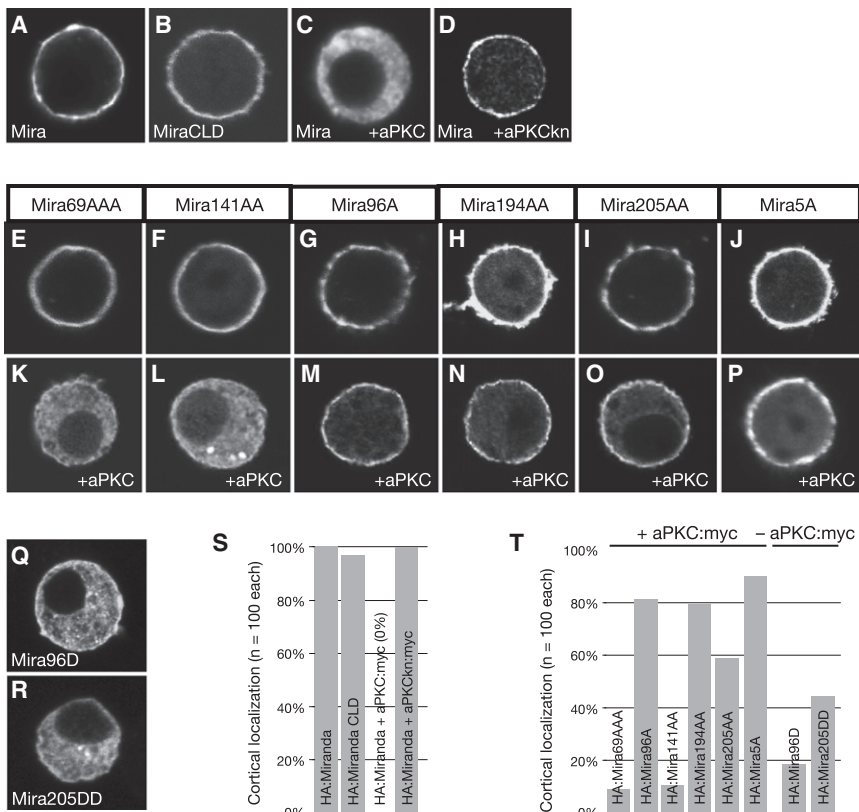 A B C D
Mira MiraCLD Mira +aPKC Mira +aPKCkn
Mira69AAA Mira141AA Mira96A Mira194AA Mira205AA Mira5A
E F G H I J
K L M N O P
+aPKC +aPKC +aPKC +aPKC +aPKC +aPKC
Q
Mira96D
R
Mira205DD
S
Cortical localization (n = 100 each)
100%
80%
60%
40%
20%
0%
HA:Miranda
HA:Miranda CLD
HA:Miranda + aPKC:myc (0%)
HA:Miranda + aPKCkn:myc
T
+ aPKC:myc – aPKC:myc
Cortical localization (n = 100 each)
100%
80%
60%
40%
20%
0%
HA:Mira69AAA
HA:Mira96A
HA:Mira141AA
HA:Mira194AA
HA:Mira205AA
HA:Mira5A
HA:Mira96D
HA:Mira205DD